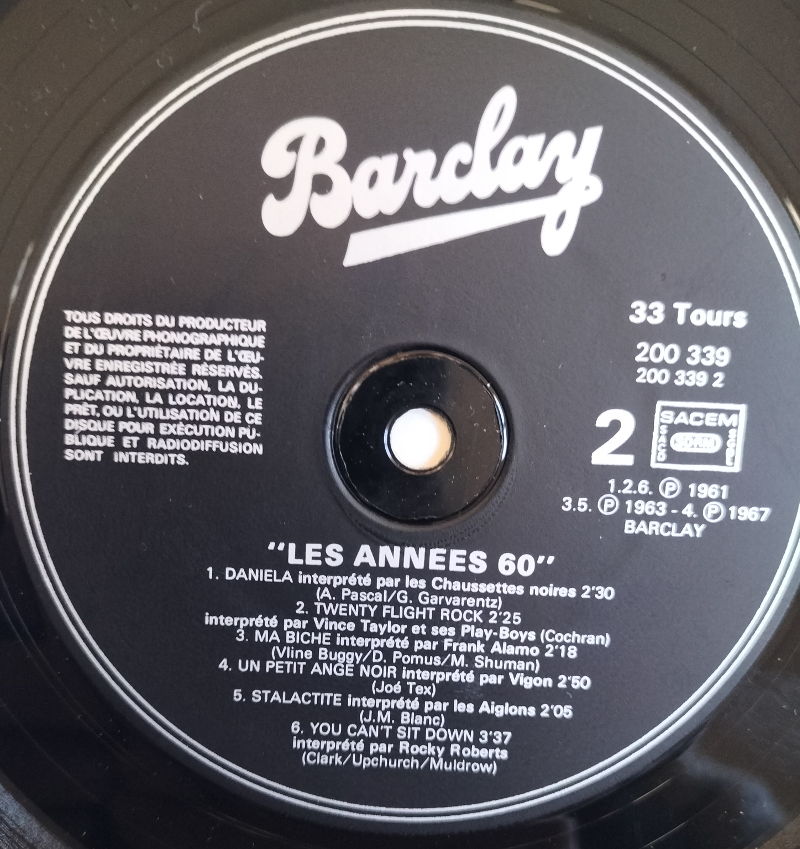 Barclay
TOUS DROITS DU PRODUCTEUR
DE L'ŒUVRE PHONOGRAPHIQUE
ET DU PROPRIÉTAIRE DE L'ŒU-
VRE ENREGISTRÉE RÉSERVÉS.
SAUF AUTORISATION, LA DU-
PLICATION, LA LOCATION, LE
PRÊT, OU L'UTILISATION DE CE
DISQUE POUR EXÉCUTION PU-
BLIQUE ET RADIODIFFUSION
SONT INTERDITS.
33 Tours
200 339
200 339 2
2
SACEM
SACD
SDRM
SGDL
1.2.6. ℗ 1961
3.5. ℗ 1963 - 4. ℗ 1967
BARCLAY
“LES ANNEES 60”
1. DANIELA interprété par les Chaussettes noires 2'30
(A. Pascal/G. Garvarentz)
2. TWENTY FLIGHT ROCK 2'25
interprété par Vince Taylor et ses Play-Boys (Cochran)
3. MA BICHE interprété par Frank Alamo 2'18
(Vline Buggy/D. Pomus/M. Shuman)
4. UN PETIT ANGE NOIR interprété par Vigon 2'50
(Joé Tex)
5. STALACTITE interprété par les Aiglons 2'05
(J.M. Blanc)
6. YOU CAN'T SIT DOWN 3'37
interprété par Rocky Roberts
(Clark/Upchurch/Muldrow)